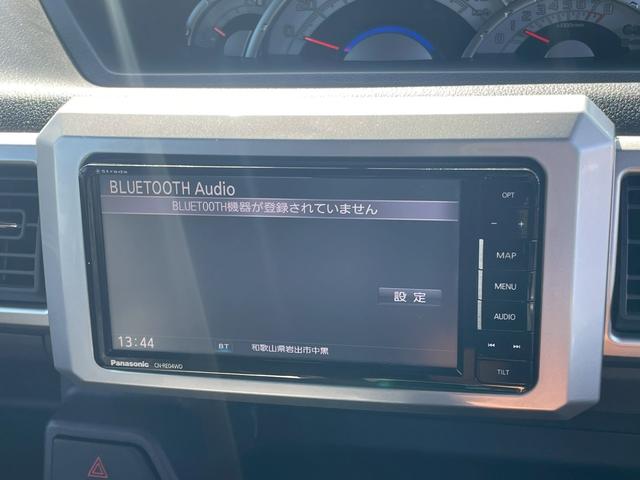 Strada
BLUETOOTH Audio
BLUETOOTH機器が登録されていません
設 定
13:44
BT
和歌山県岩出市中黒
Panasonic
CN-RE04WD
OPT
− +
MAP
MENU
AUDIO
TILT